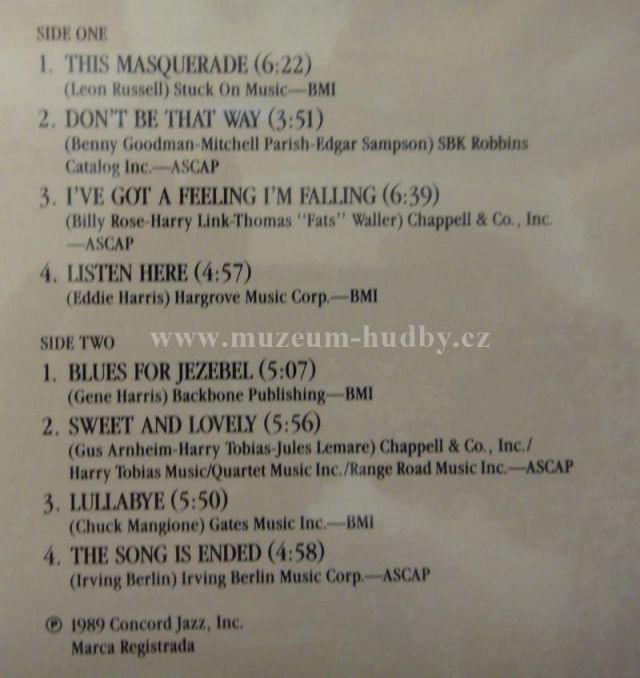 SIDE ONE
1. THIS MASQUERADE (6:22)
(Leon Russell) Stuck On Music—BMI
2. DON'T BE THAT WAY (3:51)
(Benny Goodman-Mitchell Parish-Edgar Sampson) SBK Robbins
Catalog Inc.—ASCAP
3. I'VE GOT A FEELING I'M FALLING (6:39)
(Billy Rose-Harry Link-Thomas "Fats" Waller) Chappell & Co., Inc.
—ASCAP
4. LISTEN HERE (4:57)
(Eddie Harris) Hargrove Music Corp.—BMI
www.muzeum-hudby.cz
SIDE TWO
1. BLUES FOR JEZEBEL (5:07)
(Gene Harris) Backbone Publishing—BMI
2. SWEET AND LOVELY (5:56)
(Gus Arnheim-Harry Tobias-Jules Lemare) Chappell & Co., Inc./
Harry Tobias Music/Quartet Music Inc./Range Road Music Inc.—ASCAP
3. LULLABYE (5:50)
(Chuck Mangione) Gates Music Inc.—BMI
4. THE SONG IS ENDED (4:58)
(Irving Berlin) Irving Berlin Music Corp.—ASCAP
℗ 1989 Concord Jazz, Inc.
Marca Registrada